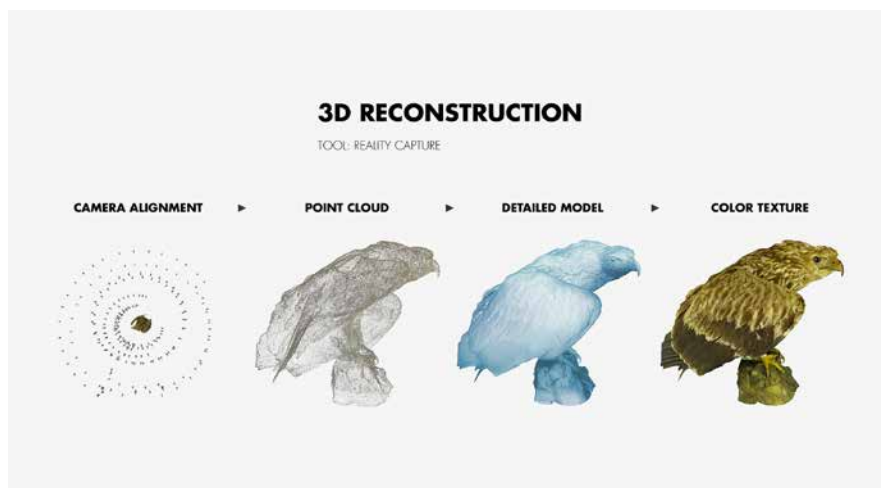 3D RECONSTRUCTION
TOOL: REALITY CAPTURE
CAMERA ALIGNMENT ▶ POINT CLOUD ▶ DETAILED MODEL ▶ COLOR TEXTURE